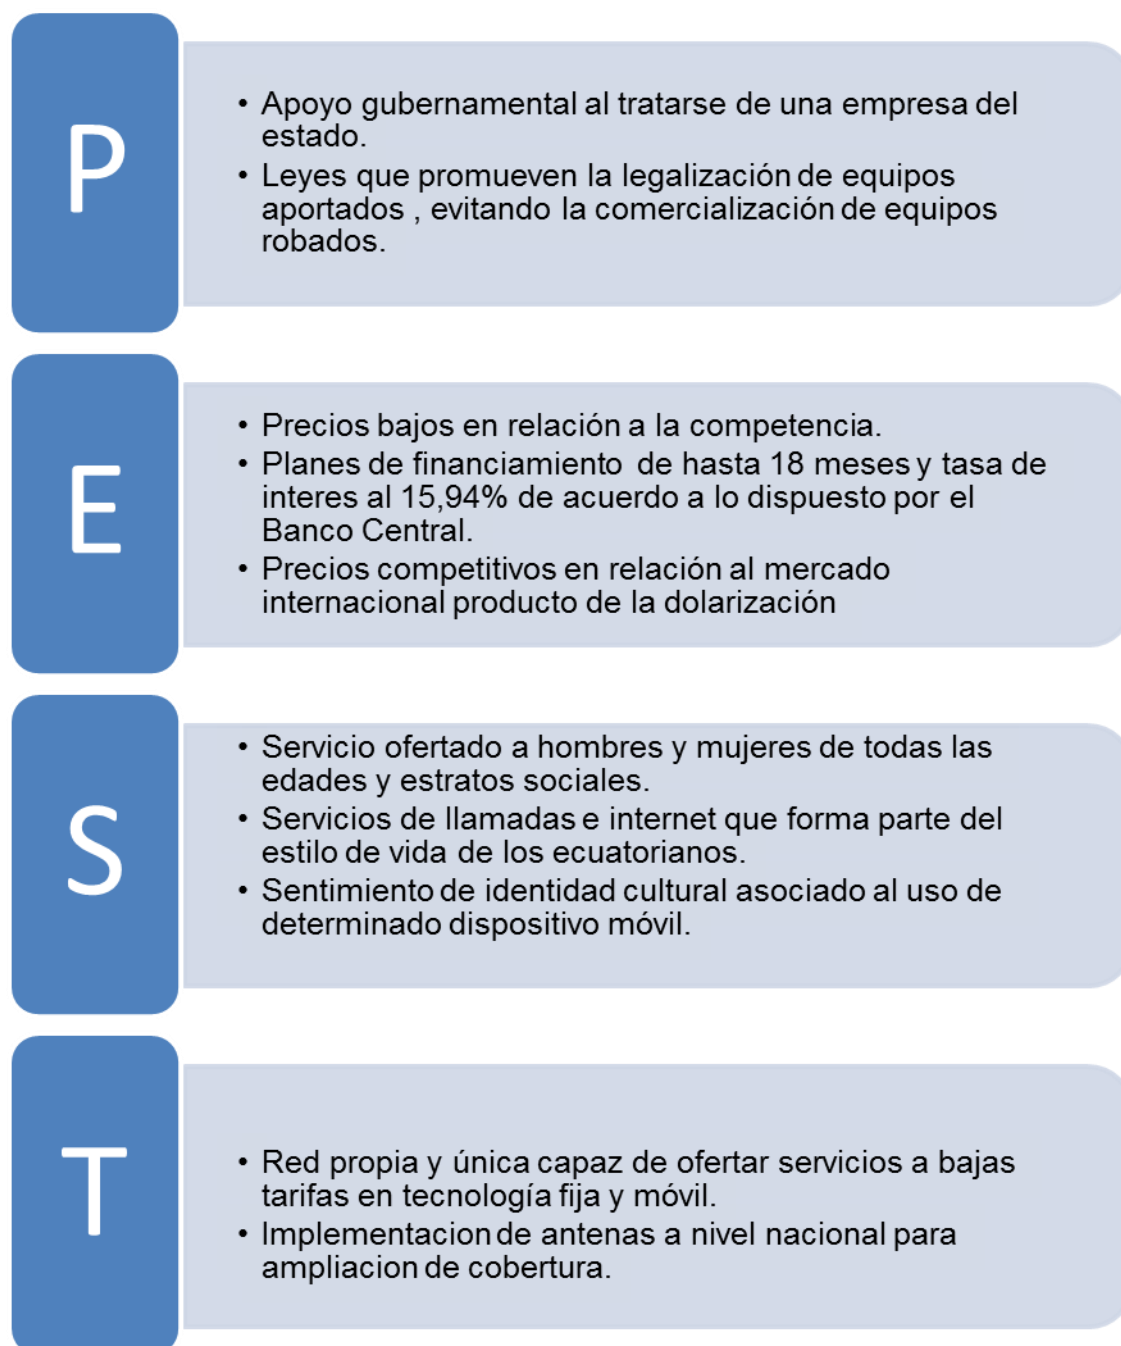 P
• Apoyo gubernamental al tratarse de una empresa del
estado.
• Leyes que promueven la legalización de equipos
aportados , evitando la comercialización de equipos
robados.
E
• Precios bajos en relación a la competencia.
• Planes de financiamiento de hasta 18 meses y tasa de
interes al 15,94% de acuerdo a lo dispuesto por el
Banco Central.
• Precios competitivos en relación al mercado
internacional producto de la dolarización
S
• Servicio ofertado a hombres y mujeres de todas las
edades y estratos sociales.
• Servicios de llamadas e internet que forma parte del
estilo de vida de los ecuatorianos.
• Sentimiento de identidad cultural asociado al uso de
determinado dispositivo móvil.
T
• Red propia y única capaz de ofertar servicios a bajas
tarifas en tecnología fija y móvil.
• Implementacion de antenas a nivel nacional para
ampliacion de cobertura.